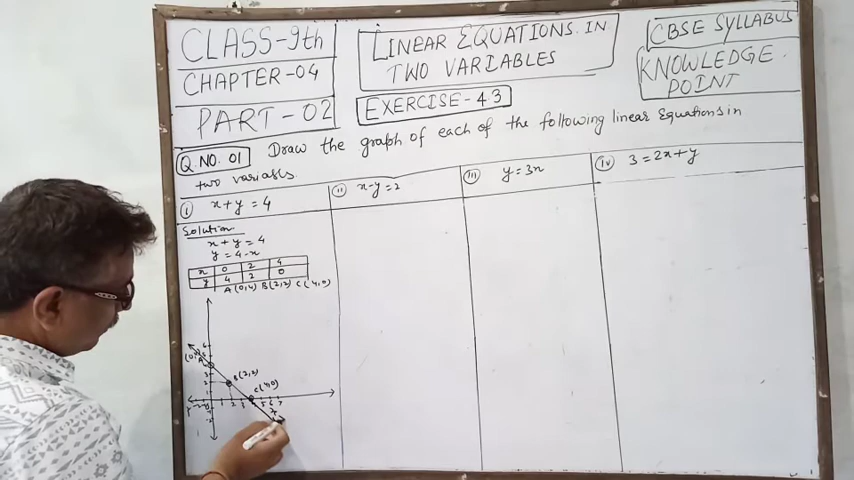 CLASS-9th
CHAPTER-04
PART-02
LINEAR EQUATIONS IN
TWO VARIABLES
EXERCISE-4.3
CBSE SYLLABUS
KNOWLEDGE
POINT
Q.NO.01 Draw the graph of each of the following linear Equations in
two variables.
(i) x+y=4
(ii) x-y=2
(iii) y=3x
(iv) 3=2x+y
Solution
x+y=4
y=4-x
x 0 2 4
y 4 2 0
A(0,4) B(2,2) C(4,0)
B(2,2)
C(4,0)